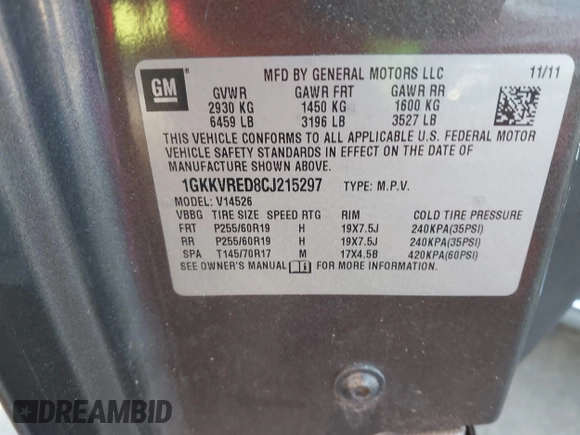 GM
MFD BY GENERAL MOTORS LLC 11/11
GVWR GAWR FRT GAWR RR
2930 KG 1450 KG 1600 KG
6459 LB 3196 LB 3527 LB
THIS VEHICLE CONFORMS TO ALL APPLICABLE U.S. FEDERAL MOTOR
VEHICLE SAFETY STANDARDS IN EFFECT ON THE DATE OF
MANUFACTURE SHOWN ABOVE.
1GKKVRED8CJ215297 TYPE: M.P.V.
MODEL: V14526
VBBG TIRE SIZE SPEED RTG RIM COLD TIRE PRESSURE
FRT P255/60R19 H 19X7.5J 240KPA(35PSI)
RR P255/60R19 H 19X7.5J 240KPA(35PSI)
SPA T145/70R17 M 17X4.5B 420KPA(60PSI)
SEE OWNER'S MANUAL FOR MORE INFORMATION.
DREAMBID